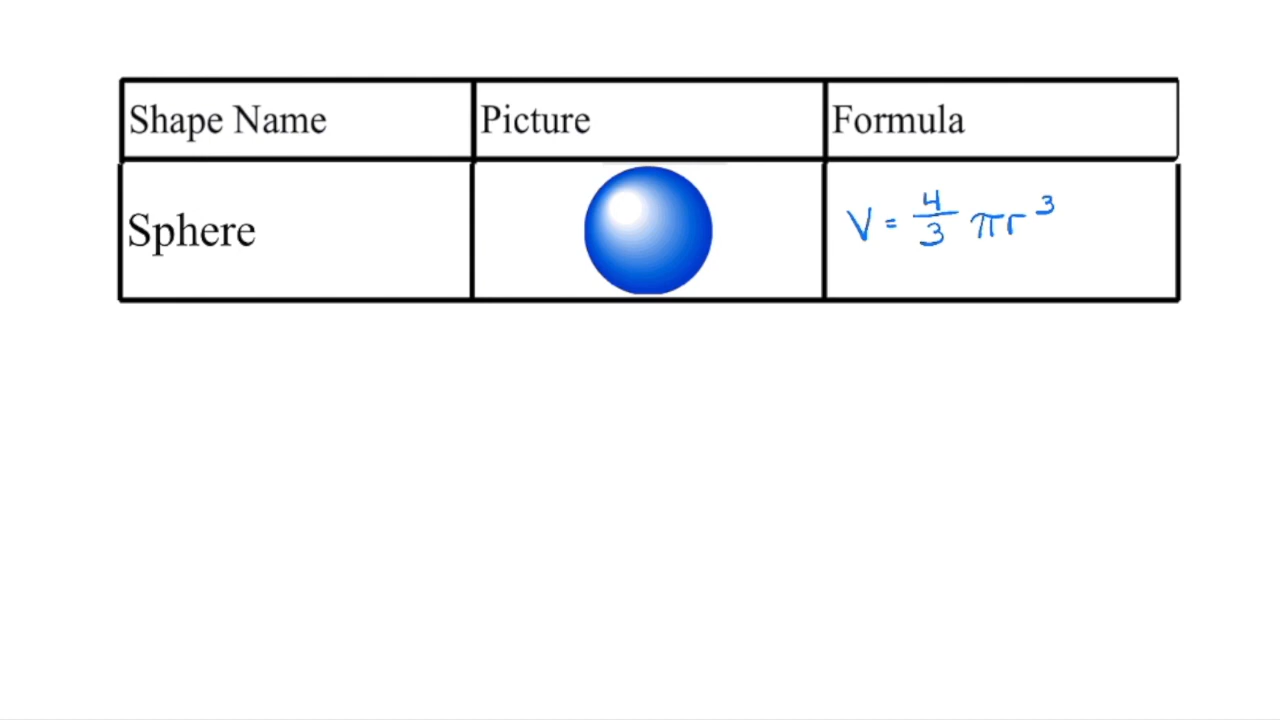 Shape Name Picture Formula
Sphere V = 4/3 πr³